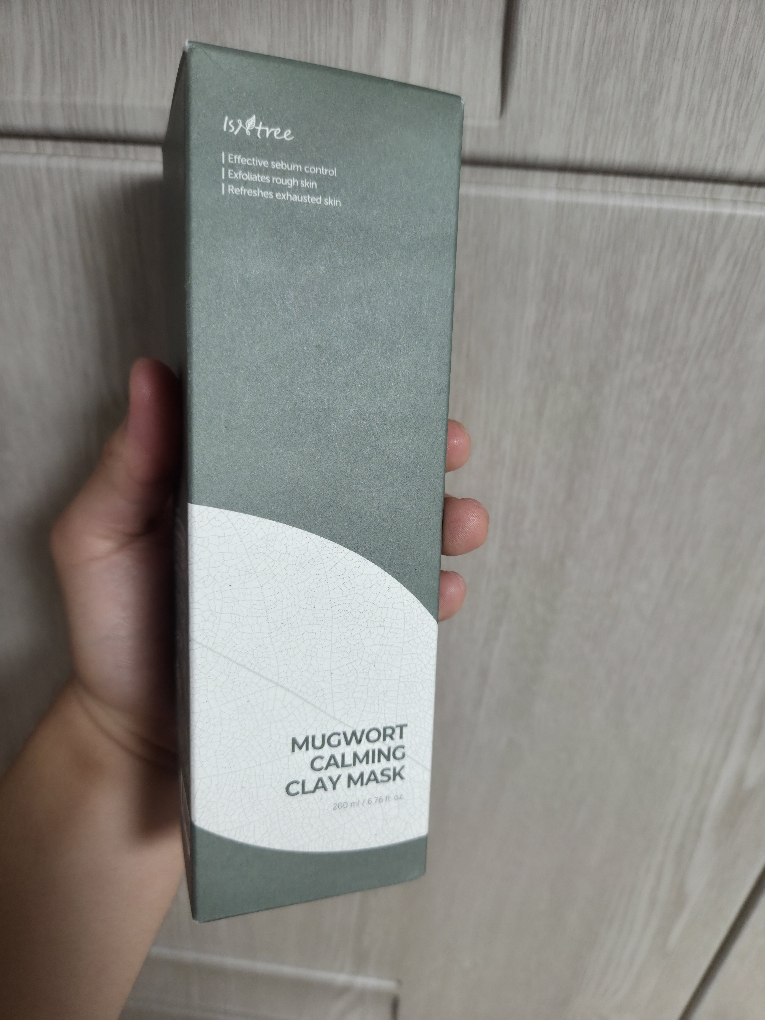 Isntree
Effective sebum control
Exfoliates rough skin
Refreshes exhausted skin
MUGWORT
CALMING
CLAY MASK
200 ml / 6.76 fl. oz.